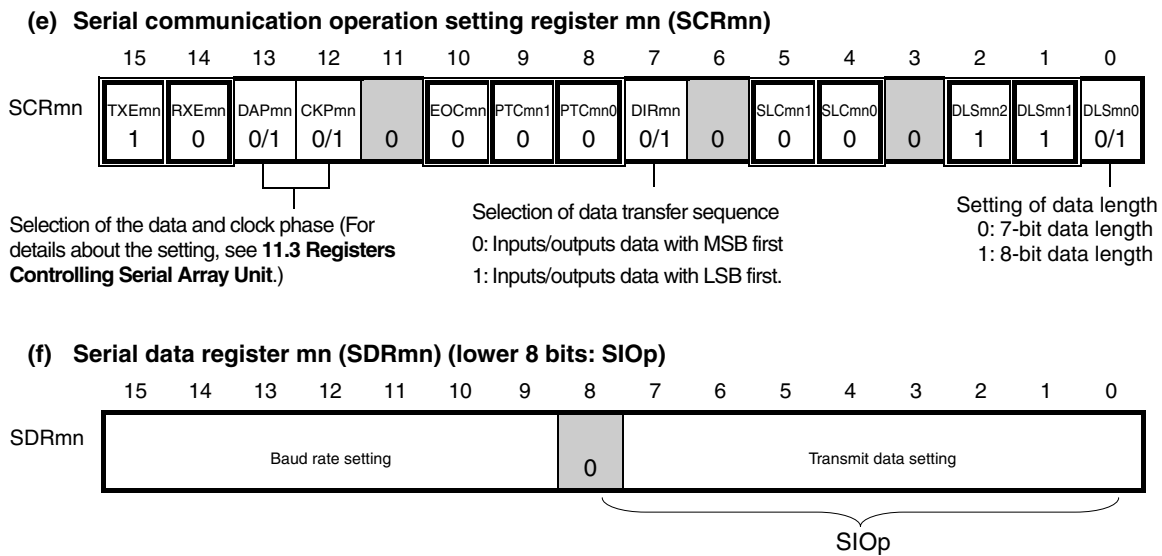 (e) Serial communication operation setting register mn (SCRmn)
15 14 13 12 11 10 9 8 7 6 5 4 3 2 1 0
SCRmn TXEmn RXEmn DAPmn CKPmn EOCmn PTCmn1 PTCmn0 DIRmn SLCmn1 SLCmn0 DLSmn2 DLSmn1 DLSmn0
1 0 0/1 0/1 0 0 0 0 0/1 0 0 0 0 1 1 0/1
Selection of the data and clock phase (For
details about the setting, see 11.3 Registers
Controlling Serial Array Unit.)
Selection of data transfer sequence
0: Inputs/outputs data with MSB first
1: Inputs/outputs data with LSB first.
Setting of data length
0: 7-bit data length
1: 8-bit data length
(f) Serial data register mn (SDRmn) (lower 8 bits: SIOp)
15 14 13 12 11 10 9 8 7 6 5 4 3 2 1 0
SDRmn
Baud rate setting 0 Transmit data setting
SIOp